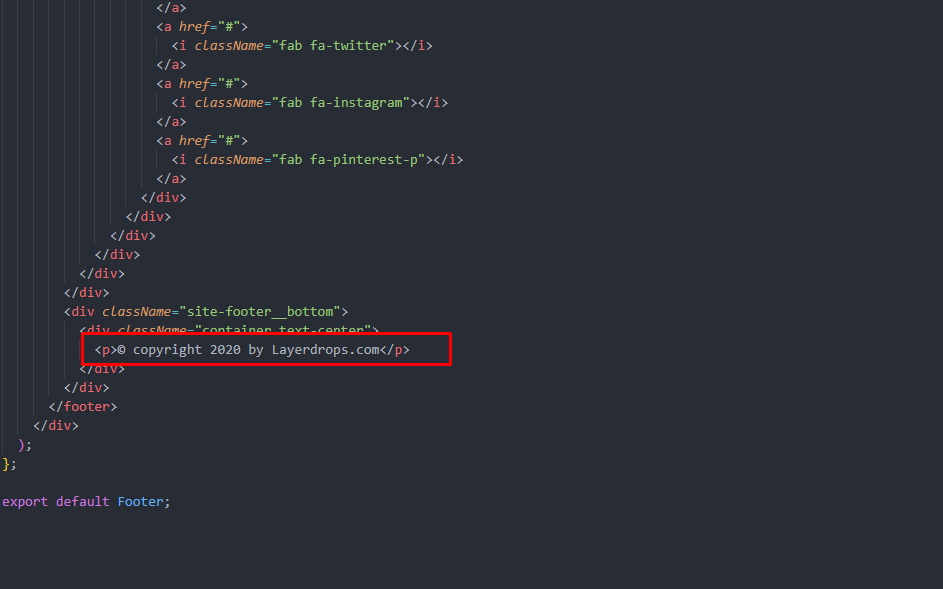 </a>
<a href="#">
<i className="fab fa-twitter"></i>
</a>
<a href="#">
<i className="fab fa-instagram"></i>
</a>
<a href="#">
<i className="fab fa-pinterest-p"></i>
</a>
</div>
</div>
</div>
</div>
</div>
</div>
<div className="site-footer__bottom">
<div className="container text-center">
<p>© copyright 2020 by Layerdrops.com</p>
</div>
</div>
</footer>
</div>
);
};
export default Footer;